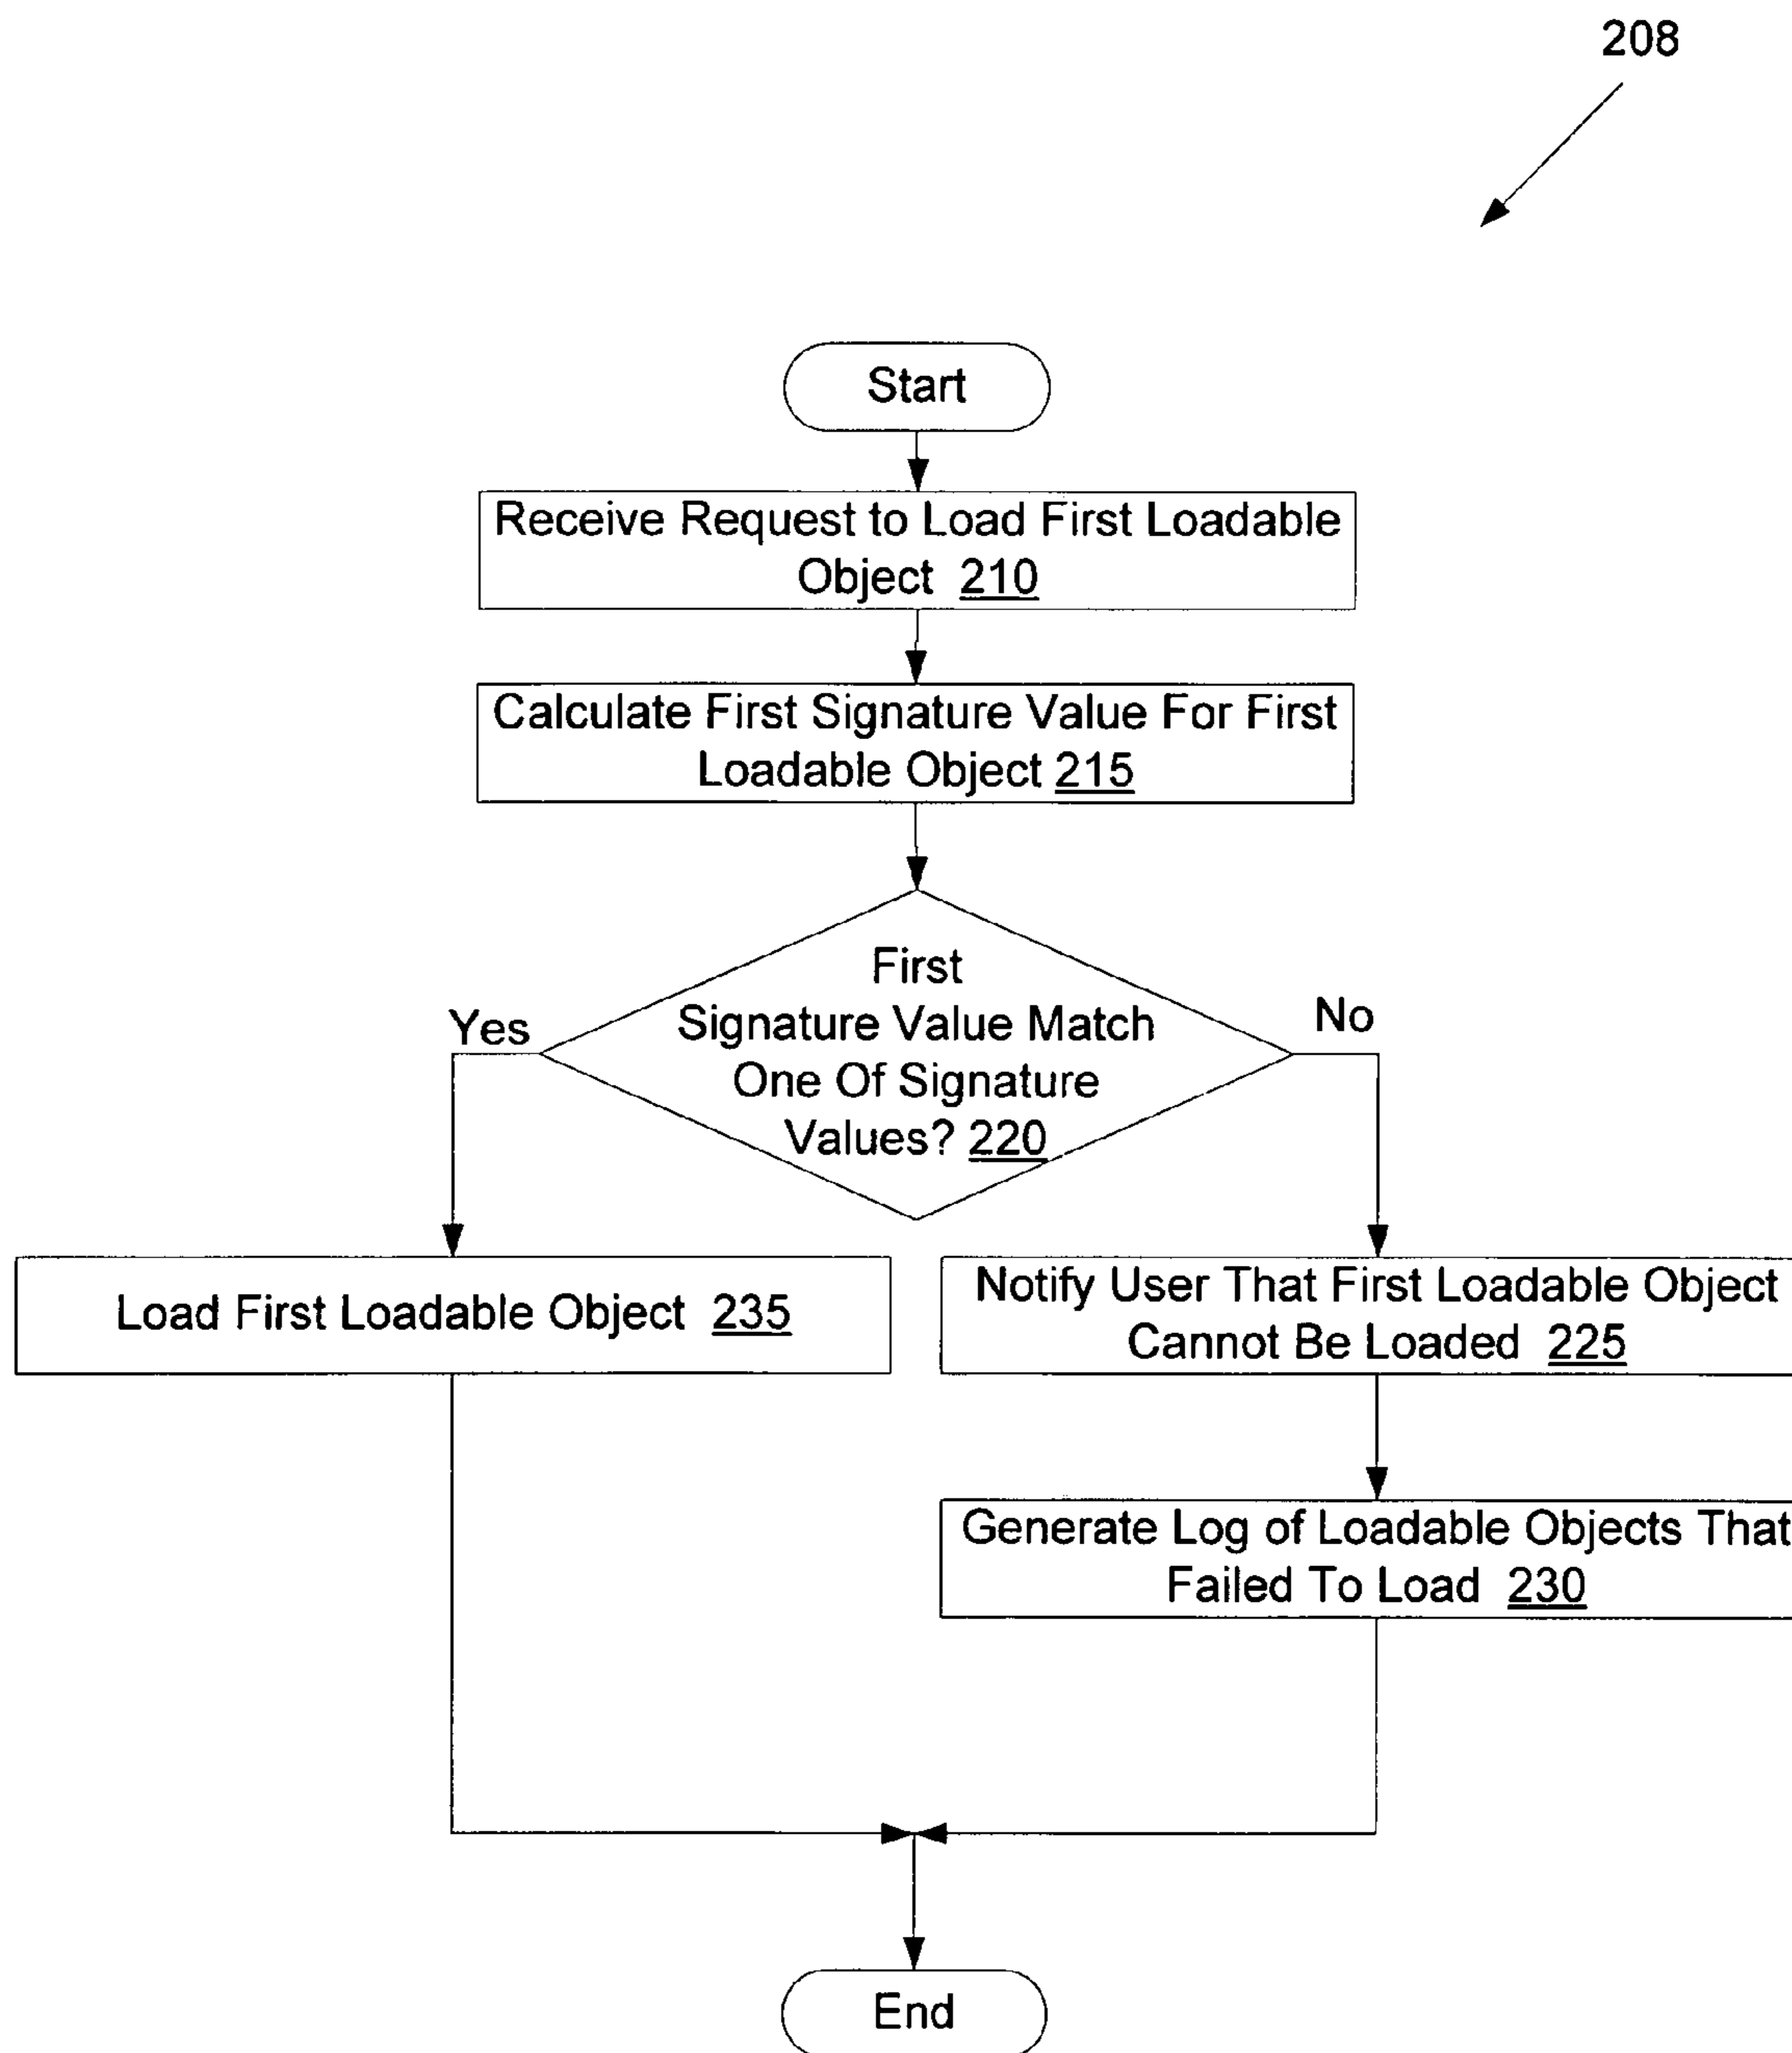 208
Start
Receive Request to Load First Loadable
Object 210
Calculate First Signature Value For First
Loadable Object 215
First
Signature Value Match
One Of Signature
Values? 220
Yes
No
Load First Loadable Object 235
Notify User That First Loadable Object
Cannot Be Loaded 225
Generate Log of Loadable Objects That
Failed To Load 230
End